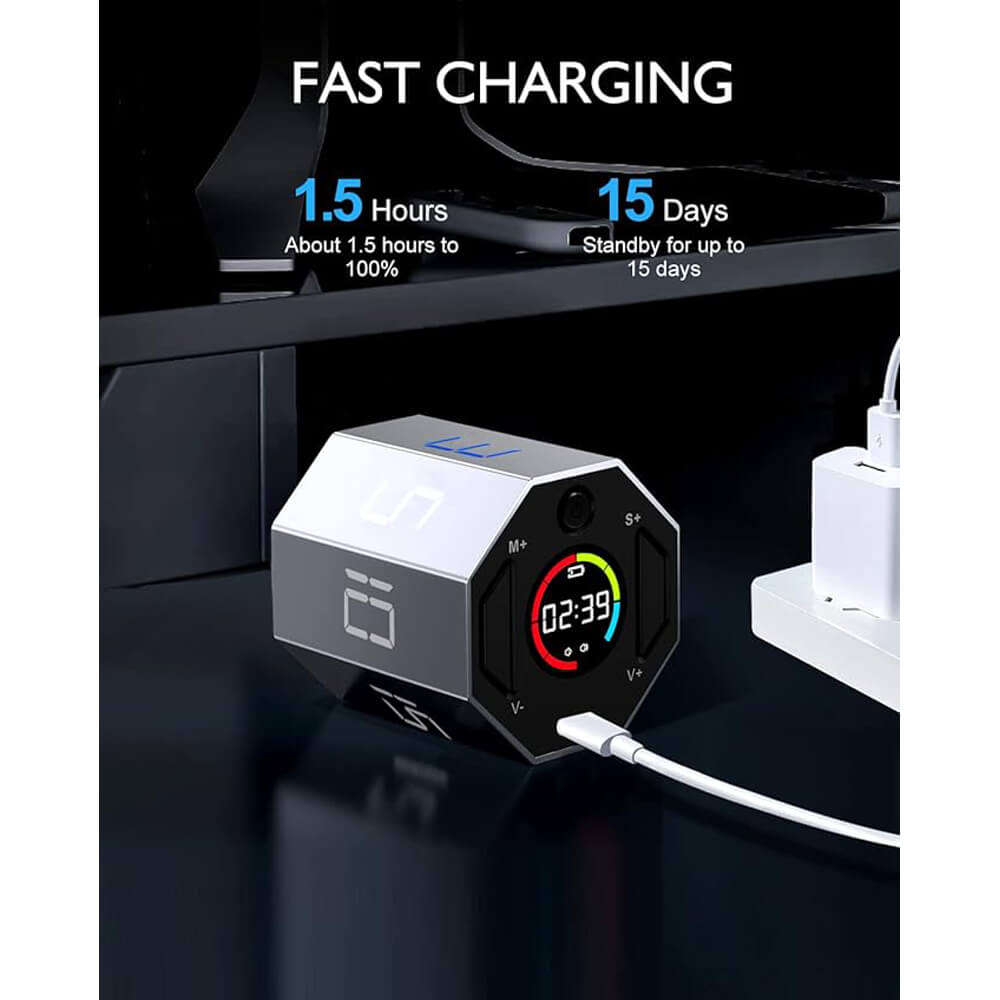 FAST CHARGING
1.5 Hours
15 Days
About 1.5 hours to
100%
Standby for up to
15 days
5
M+
S+
02:39
V-
V+